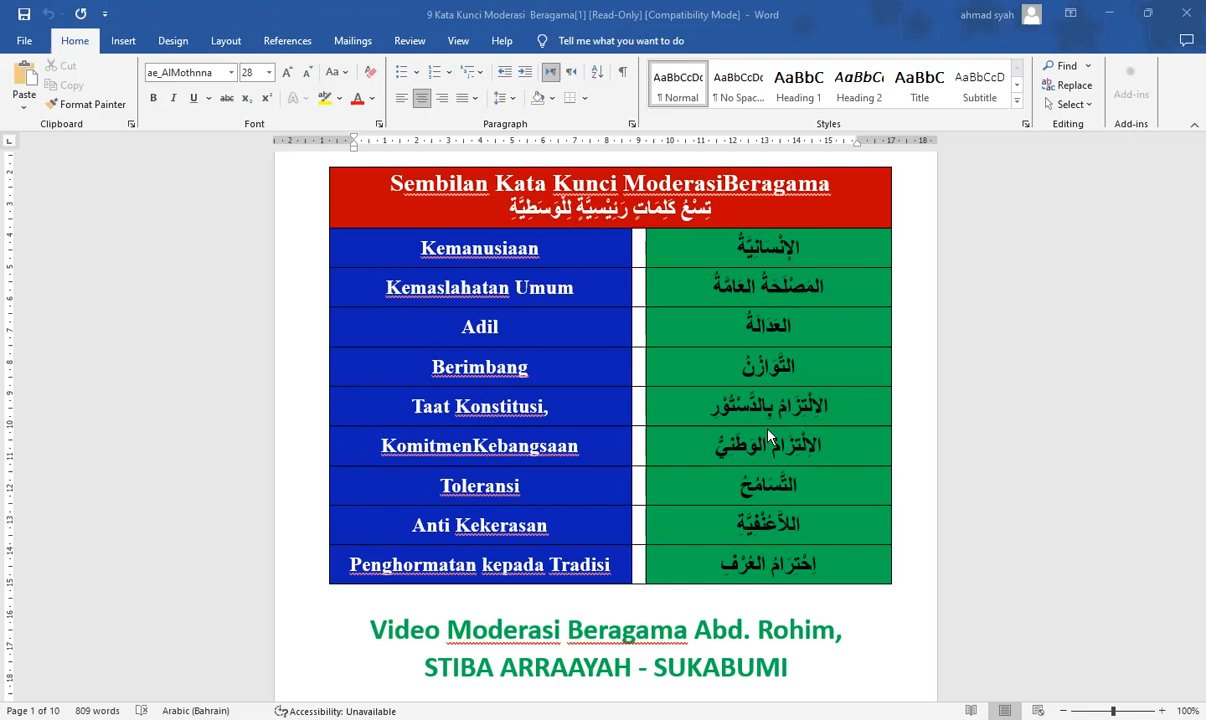 9 Kata Kunci Moderasi Beragama[1] [Read-Only] [Compatibility Mode] - Word
ahmad syah
File Home Insert Design Layout References Mailings Review View Help Tell me what you want to do
Paste
Cut
Copy
Format Painter
Clipboard
ae_AlMothnna 28
Font
Paragraph
AaBbCcDc AaBbCcDc AaBbC AaBbCc AaBbC AaBbCcD
¶ Normal ¶ No Spac... Heading 1 Heading 2 Title Subtitle
Styles
Find
Replace
Select
Editing
Add-ins
Add-ins
Sembilan Kata Kunci ModerasiBeragama
تِسْعُ كَلِمَاتٍ رَئِيْسِيَّةٍ لِلْوَسَطِيَّةِ
Kemanusiaan الإِنْسَانِيَّةُ
Kemaslahatan Umum المَصْلَحَةُ العَامَّةُ
Adil العَدَالَةُ
Berimbang التَّوَازُنُ
Taat Konstitusi, الاِلْتِزَامُ بِالدُّسْتُوْرِ
KomitmenKebangsaan الاِلْتِزَامُ الوَطَنِيُّ
Toleransi التَّسَامُحُ
Anti Kekerasan اللاَّعُنْفِيَّةِ
Penghormatan kepada Tradisi اِحْتِرَامُ العُرْفِ
Video Moderasi Beragama Abd. Rohim,
STIBA ARRAAYAH - SUKABUMI
Page 1 of 10 809 words Arabic (Bahrain) Accessibility: Unavailable 100%